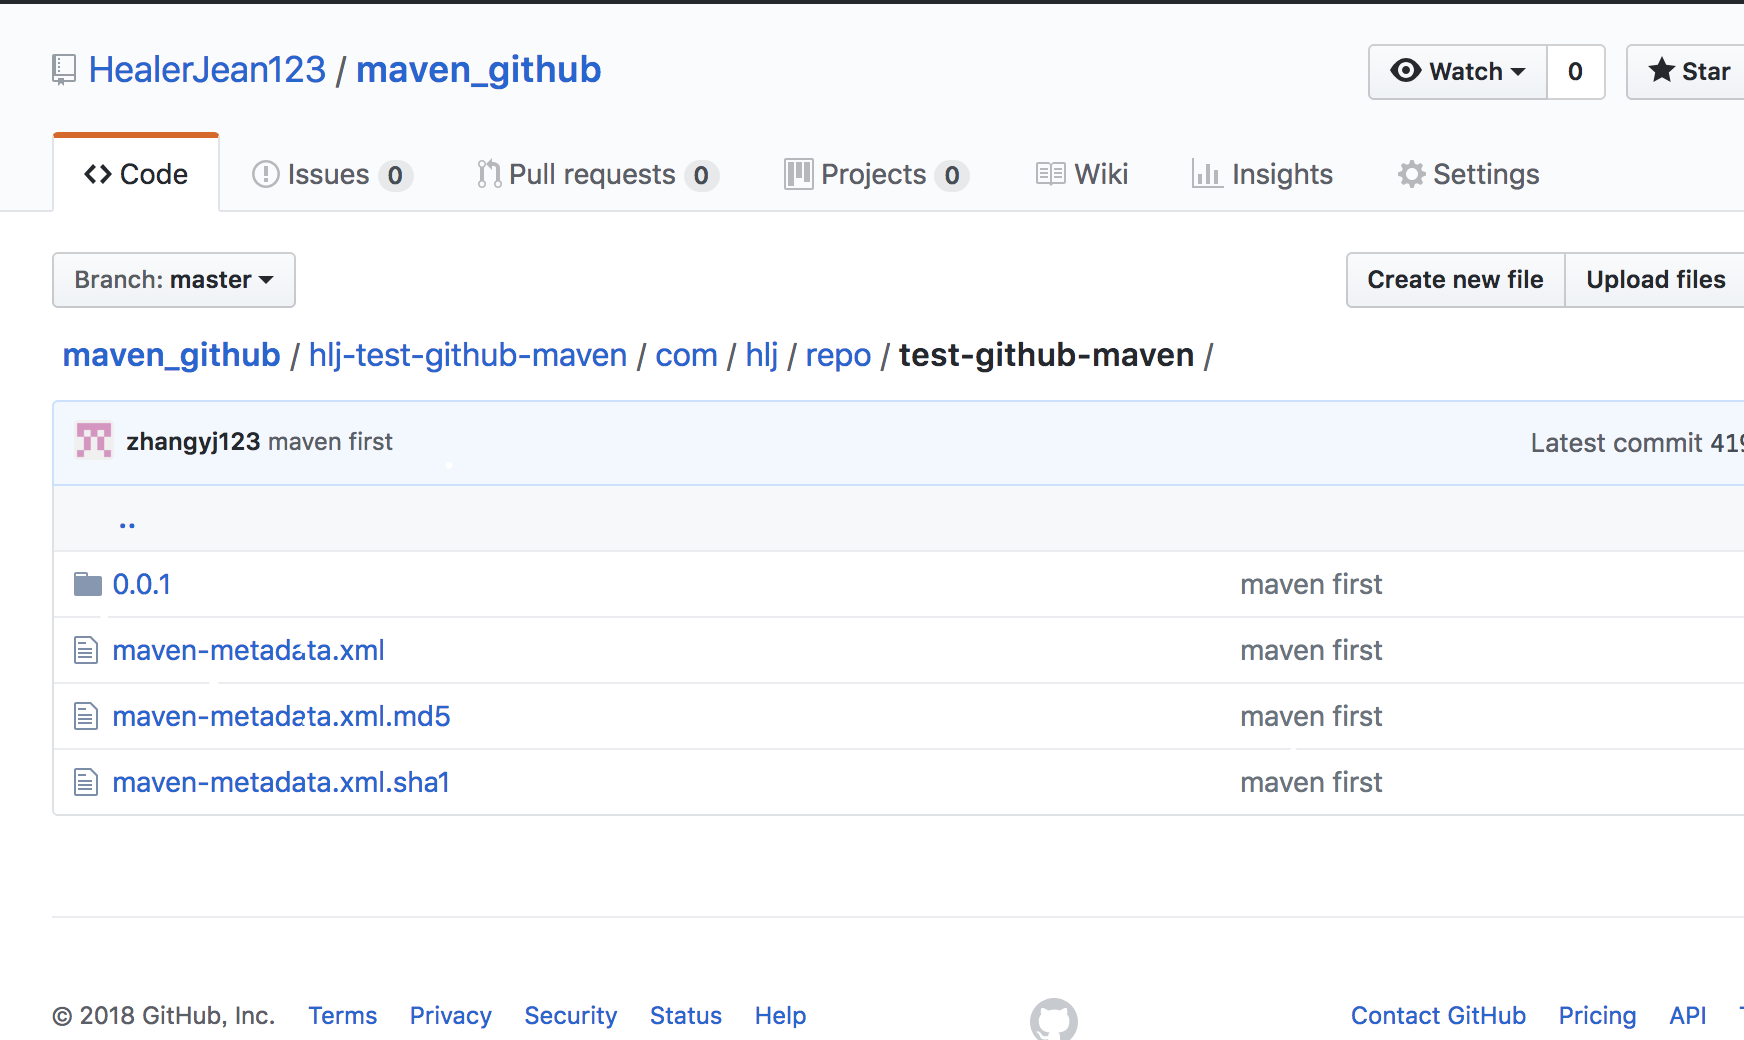 HealerJean123 / maven_github
Watch 0 Star
Code Issues 0 Pull requests 0 Projects 0 Wiki Insights Settings
Branch: master
Create new file Upload files
maven_github / hlj-test-github-maven / com / hlj / repo / test-github-maven /
zhangyj123 maven first
Latest commit 419
..
0.0.1 maven first
maven-metadata.xml maven first
maven-metadata.xml.md5 maven first
maven-metadata.xml.sha1 maven first
© 2018 GitHub, Inc. Terms Privacy Security Status Help
Contact GitHub Pricing API